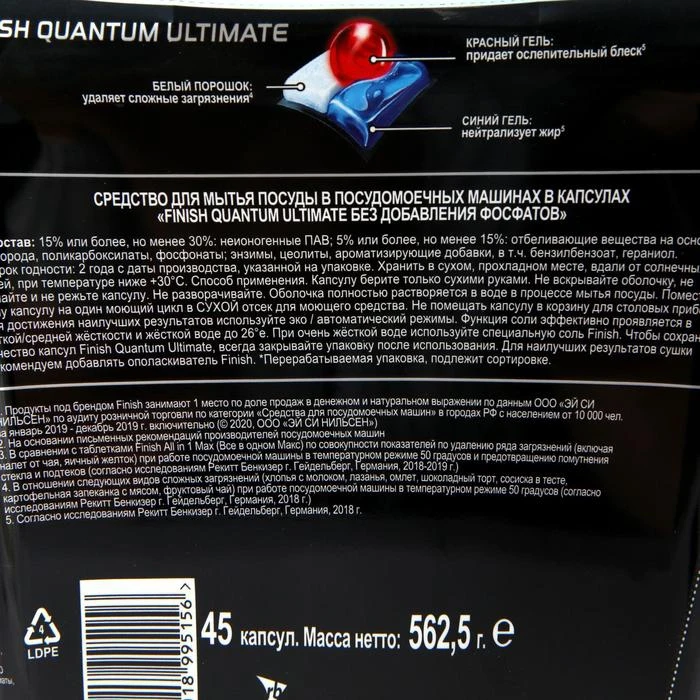 SH QUANTUM ULTIMATE
КРАСНЫЙ ГЕЛЬ:
придает ослепительный блеск⁵
БЕЛЫЙ ПОРОШОК:
удаляет сложные загрязнения⁴
СИНИЙ ГЕЛЬ:
нейтрализует жир⁵
СРЕДСТВО ДЛЯ МЫТЬЯ ПОСУДЫ В ПОСУДОМОЕЧНЫХ МАШИНАХ В КАПСУЛАХ
«FINISH QUANTUM ULTIMATE БЕЗ ДОБАВЛЕНИЯ ФОСФАТОВ»
остав: 15% или более, но менее 30%: неионогенные ПАВ; 5% или более, но менее 15%: отбеливающие вещества на осно
орода, поликарбоксилаты, фосфонаты; энзимы, цеолиты, ароматизирующие добавки, в т.ч. бензилбензоат, гераниол.
рок годности: 2 года с даты производства, указанной на упаковке. Хранить в сухом, прохладном месте, вдали от солнечны
ей, при температуре ниже +30°С. Способ применения. Капсулу берите только сухими руками. Не вскрывайте оболочку, не
айте и не режьте капсулу. Не разворачивайте. Оболочка полностью растворяется в воде в процессе мытья посуды. Помес
ну капсулу на один моющий цикл в СУХОЙ отсек для моющего средства. Не помещать капсулу в корзину для столовых приб
я достижения наилучших результатов используйте эко / автоматический режимы. Функция соли эффективно проявляется в
гкой/средней жёсткости и жёсткой воде до 26°е. При очень жёсткой воде используйте специальную соль Finish. Чтобы сохран
чество капсул Finish Quantum Ultimate, всегда закрывайте упаковку после использования. Для наилучших результатов сушки
комендуем добавлять ополаскиватель Finish. *Перерабатываемая упаковка, подлежит сортировке.
. Продукты под брендом Finish занимают 1 место по доле продаж в денежном и натуральном выражении по данным ООО «ЭЙ СИ
НИЛЬСЕН» по аудиту розничной торговли по категории «Средства для посудомоечных машин» в городах РФ с населением от 10 000 чел.
за январь 2019 - декабрь 2019 г. включительно (© 2020, ООО «ЭЙ СИ НИЛЬСЕН»)
2. На основании письменных рекомендаций производителей посудомоечных машин
3. В сравнении с таблетками Finish All in 1 Max (Все в одном Макс) по совокупности показателей по удалению ряда загрязнений (включая
налет от чая, яичный желток) при работе посудомоечной машины в температурном режиме 50 градусов и предотвращению помутнения
стекла и подтеков (согласно исследованиям Рекитт Бенкизер г. Гейдельберг, Германия, 2018-2019 г.)
4. В отношении следующих видов сложных загрязнений (хлопья с молоком, лазанья, омлет, шоколадный торт, сосиска в тесте,
картофельная запеканка с мясом, фруктовый чай) при работе посудомоечной машины в температурном режиме 50 градусов (согласно
исследованиям Рекитт Бенкизер г. Гейдельберг, Германия, 2018 г.)
5. Согласно исследованиям Рекитт Бенкизер г. Гейдельберг, Германия, 2018 г.
4
LDPE
18 995156 >
45 капсул. Масса нетто: 562,5 г. e
rb